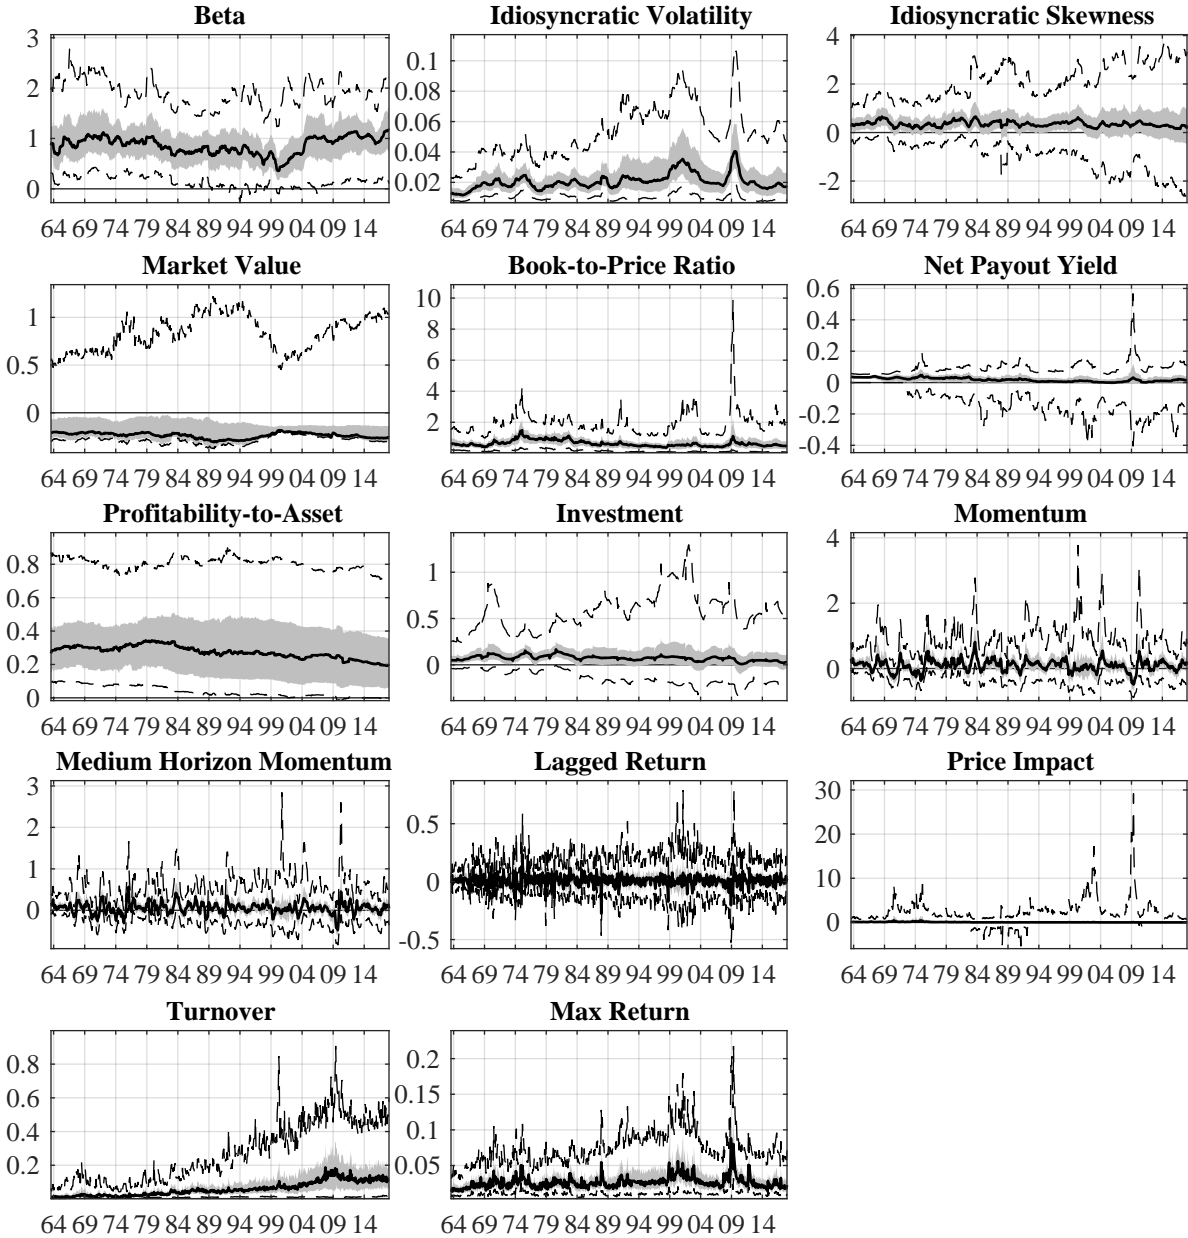 Beta
3
2
1
0
64 69 74 79 84 89 94 99 04 09 14
Idiosyncratic Volatility
0.1
0.08
0.06
0.04
0.02
64 69 74 79 84 89 94 99 04 09 14
Idiosyncratic Skewness
4
2
0
-2
64 69 74 79 84 89 94 99 04 09 14
Market Value
1
0.5
0
64 69 74 79 84 89 94 99 04 09 14
Book-to-Price Ratio
10
8
6
4
2
64 69 74 79 84 89 94 99 04 09 14
Net Payout Yield
0.6
0.4
0.2
0
-0.2
-0.4
64 69 74 79 84 89 94 99 04 09 14
Profitability-to-Asset
0.8
0.6
0.4
0.2
0
64 69 74 79 84 89 94 99 04 09 14
Investment
1
0.5
0
64 69 74 79 84 89 94 99 04 09 14
Momentum
4
2
0
64 69 74 79 84 89 94 99 04 09 14
Medium Horizon Momentum
3
2
1
0
64 69 74 79 84 89 94 99 04 09 14
Lagged Return
0.5
0
-0.5
64 69 74 79 84 89 94 99 04 09 14
Price Impact
30
20
10
0
64 69 74 79 84 89 94 99 04 09 14
Turnover
0.8
0.6
0.4
0.2
64 69 74 79 84 89 94 99 04 09 14
Max Return
0.2
0.15
0.1
0.05
64 69 74 79 84 89 94 99 04 09 14